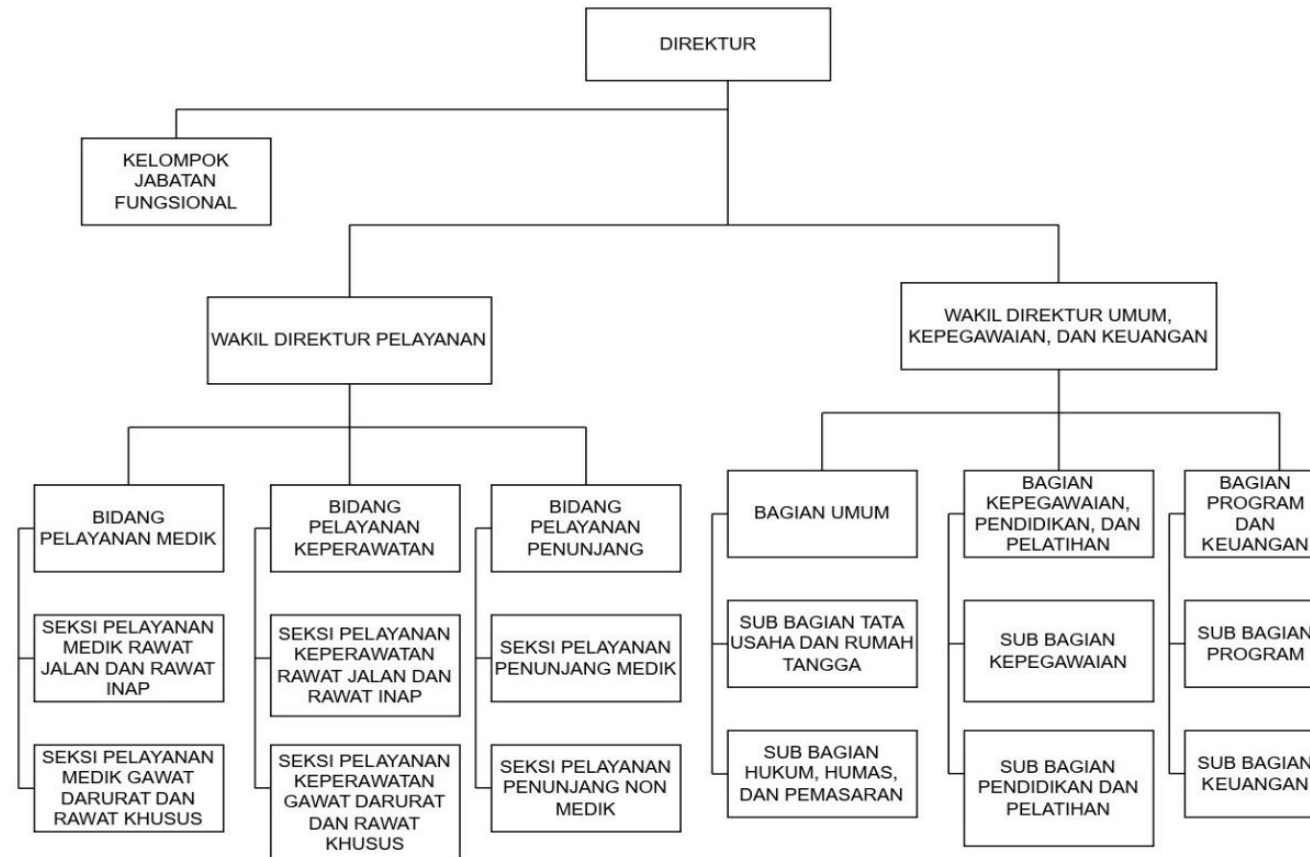 DIREKTUR
KELOMPOK
JABATAN
FUNGSIONAL
WAKIL DIREKTUR PELAYANAN
WAKIL DIREKTUR UMUM,
KEPEGAWAIAN, DAN KEUANGAN
BIDANG
PELAYANAN MEDIK
BIDANG
PELAYANAN
KEPERAWATAN
BIDANG
PELAYANAN
PENUNJANG
BAGIAN UMUM
BAGIAN
KEPEGAWAIAN,
PENDIDIKAN, DAN
PELATIHAN
BAGIAN
PROGRAM
DAN
KEUANGAN
SEKSI PELAYANAN
MEDIK RAWAT
JALAN DAN RAWAT
INAP
SEKSI PELAYANAN
KEPERAWATAN
RAWAT JALAN DAN
RAWAT INAP
SEKSI PELAYANAN
PENUNJANG MEDIK
SUB BAGIAN TATA
USAHA DAN RUMAH
TANGGA
SUB BAGIAN
KEPEGAWAIAN
SUB BAGIAN
PROGRAM
SEKSI PELAYANAN
MEDIK GAWAT
DARURAT DAN
RAWAT KHUSUS
SEKSI PELAYANAN
KEPERAWATAN
GAWAT DARURAT
DAN RAWAT
KHUSUS
SEKSI PELAYANAN
PENUNJANG NON
MEDIK
SUB BAGIAN
HUKUM, HUMAS,
DAN PEMASARAN
SUB BAGIAN
PENDIDIKAN DAN
PELATIHAN
SUB BAGIAN
KEUANGAN